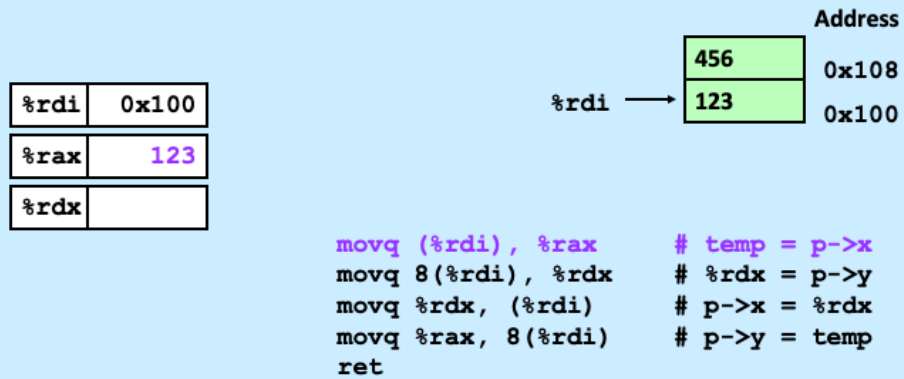 Address
456 0x108
%rdi 123 0x100
%rdi 0x100
%rax 123
%rdx
movq (%rdi), %rax # temp = p->x
movq 8(%rdi), %rdx # %rdx = p->y
movq %rdx, (%rdi) # p->x = %rdx
movq %rax, 8(%rdi) # p->y = temp
ret